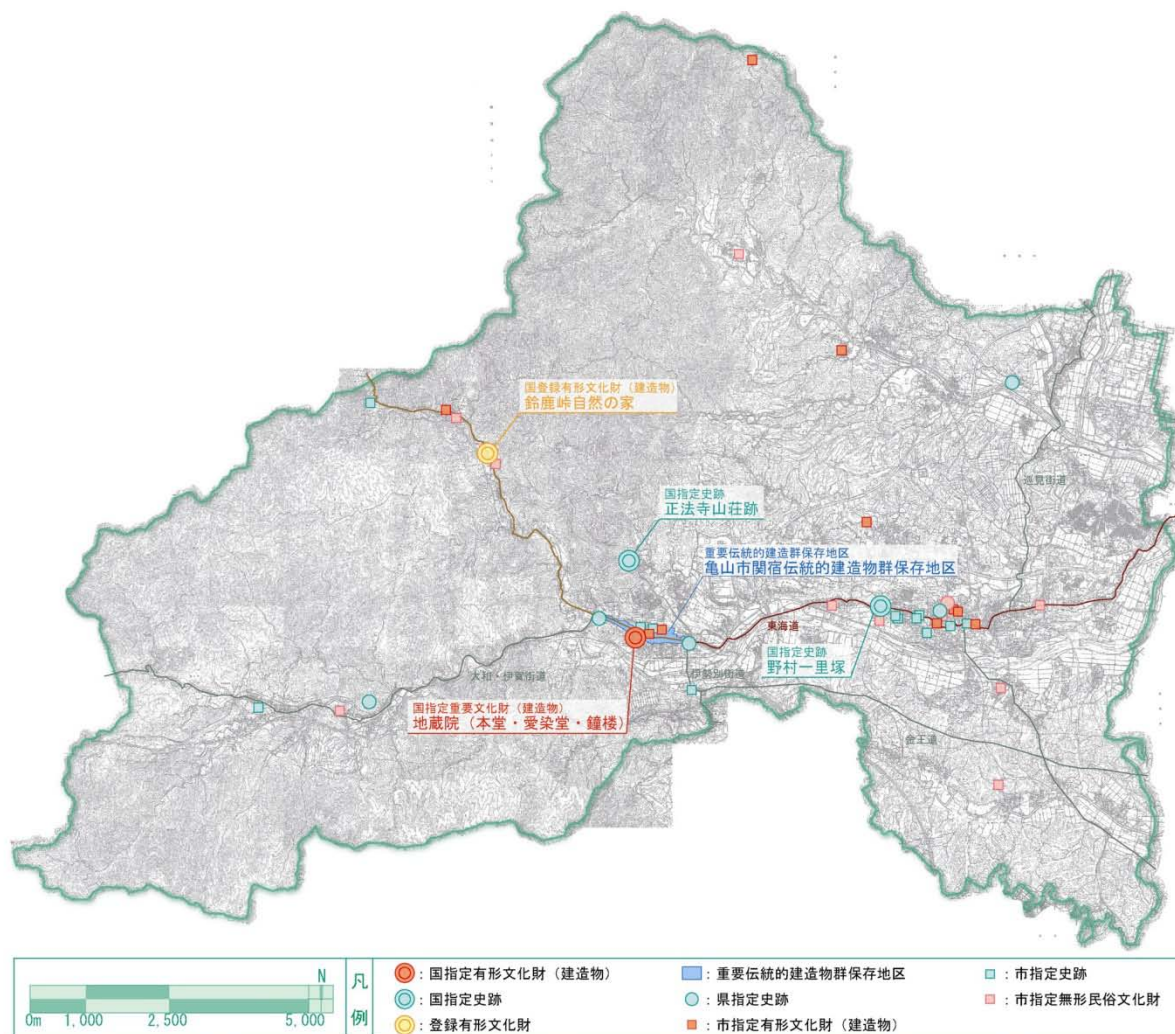 国登録有形文化財（建造物）
鈴鹿峠自然の家
巡見街道
国指定史跡
正法寺山荘跡
重要伝統的建造群保存地区
亀山市関宿伝統的建造物群保存地区
東海道
国指定史跡
野村一里塚
大和・伊賀街道
伊勢別街道
国指定重要文化財（建造物）
地蔵院（本堂・愛染堂・鐘楼）
凡例
N
0m 1,000 2,500 5,000
：国指定有形文化財（建造物）
：国指定史跡
：登録有形文化財
：重要伝統的建造物群保存地区
：県指定史跡
：市指定有形文化財（建造物）
：市指定史跡
：市指定無形民俗文化財